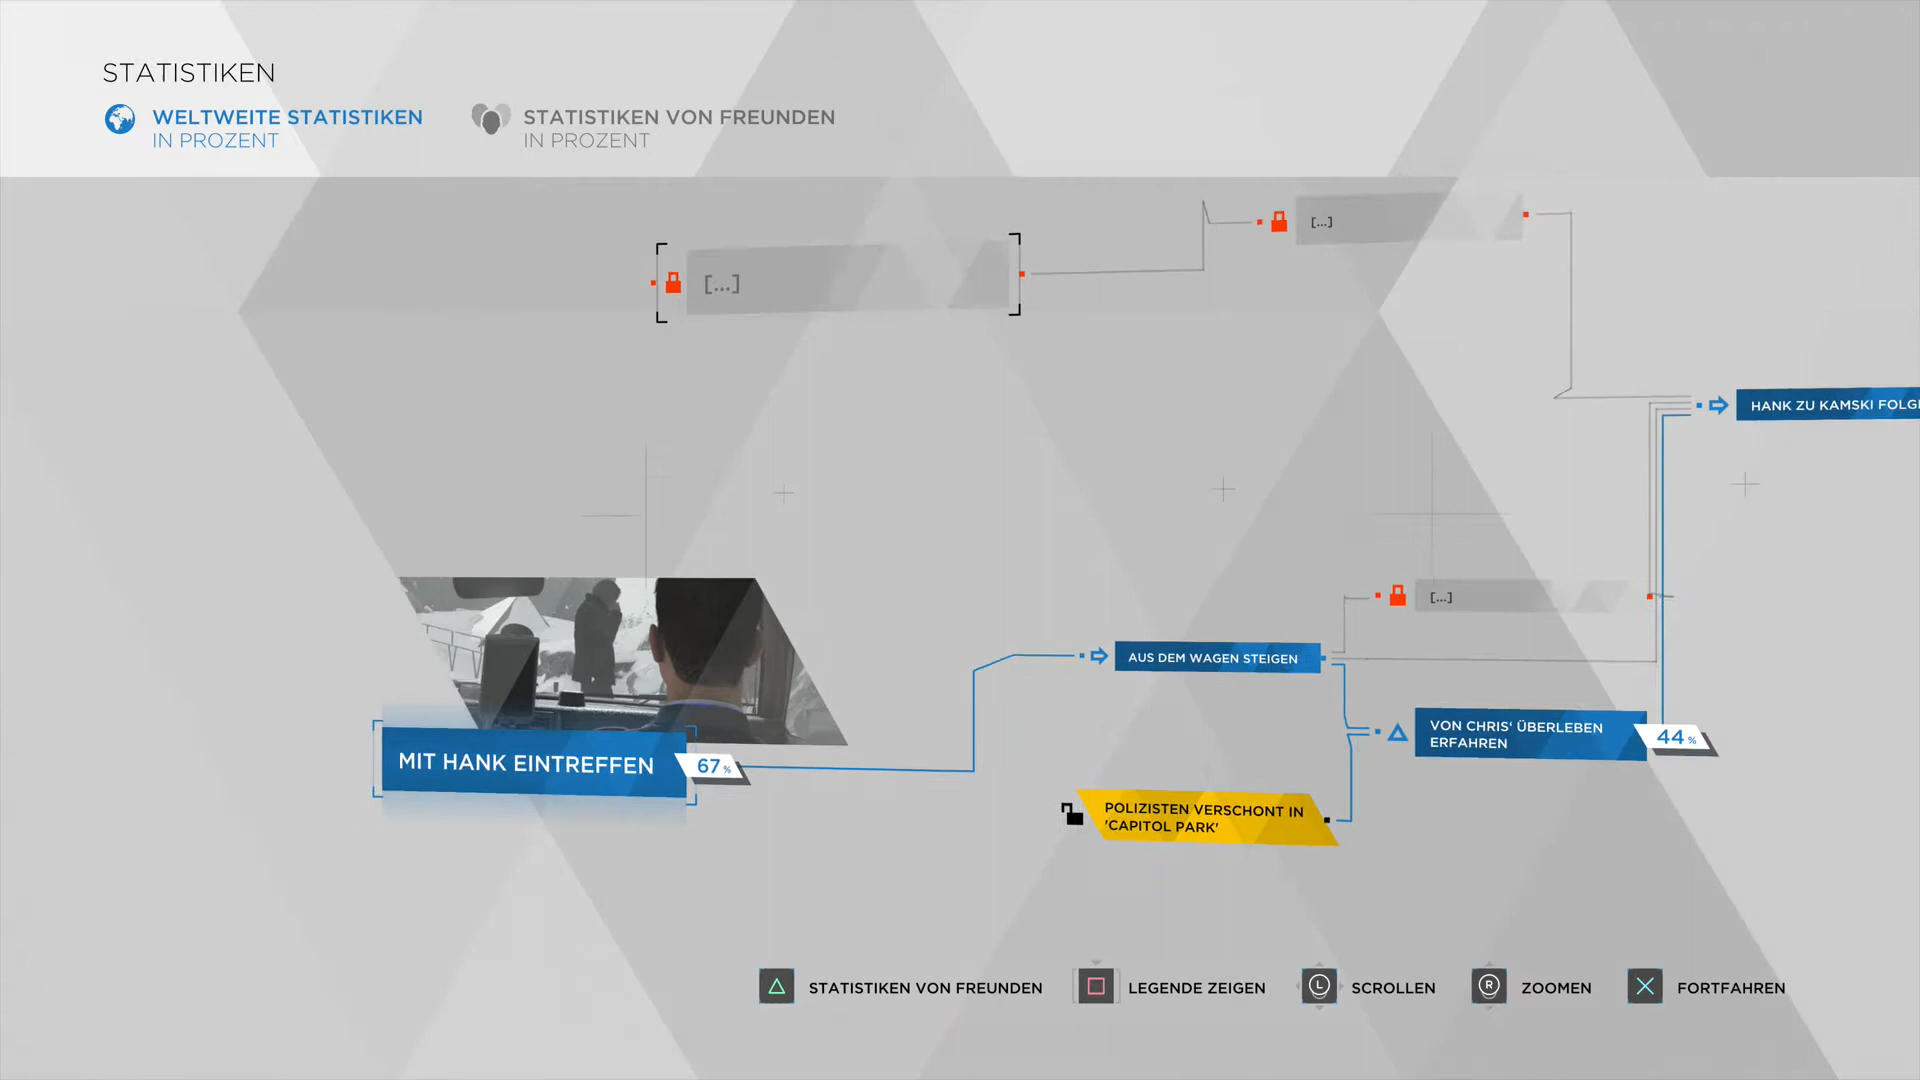 STATISTIKEN
WELTWEITE STATISTIKEN
IN PROZENT
STATISTIKEN VON FREUNDEN
IN PROZENT
[...]
[...]
HANK ZU KAMSKI FOLG
[...]
AUS DEM WAGEN STEIGEN
VON CHRIS' ÜBERLEBEN
ERFAHREN
44%
MIT HANK EINTREFFEN
67%
POLIZISTEN VERSCHONT IN
'CAPITOL PARK'
STATISTIKEN VON FREUNDEN
LEGENDE ZEIGEN
L
SCROLLEN
R
ZOOMEN
FORTFAHREN